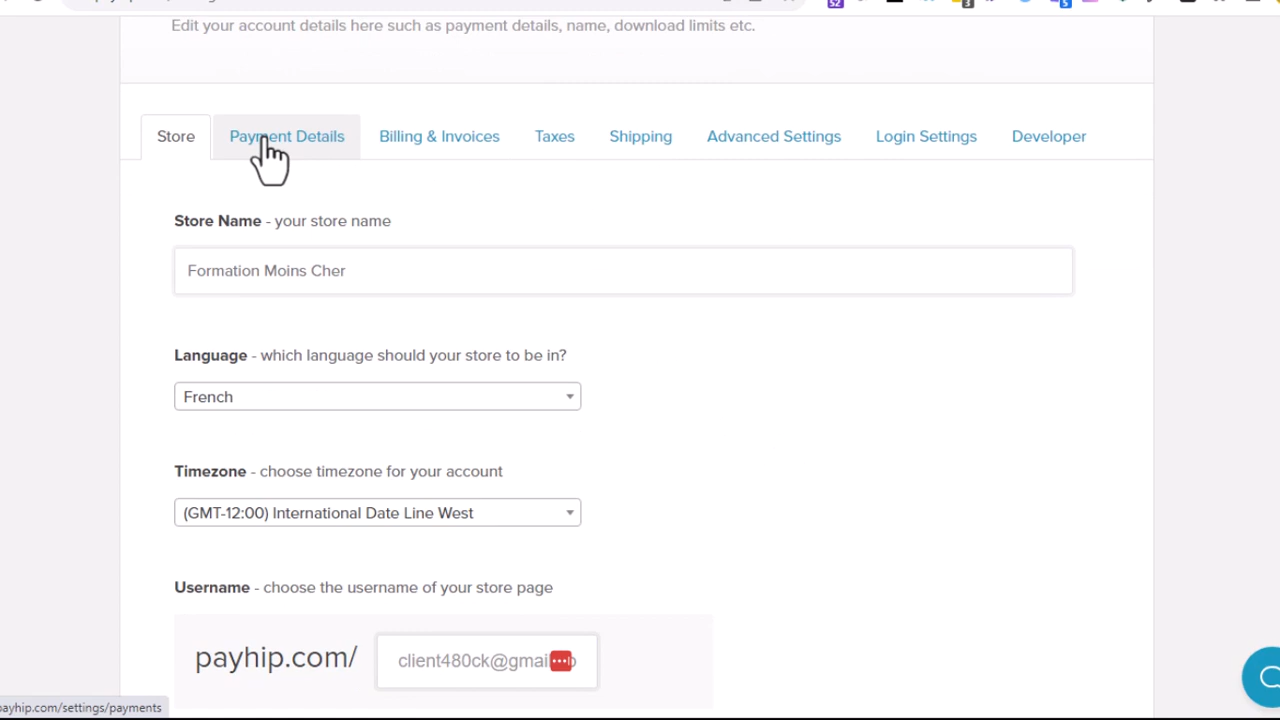 Edit your account details here such as payment details, name, download limits etc.
Store Payment Details Billing & Invoices Taxes Shipping Advanced Settings Login Settings Developer
Store Name - your store name
Formation Moins Cher
Language - which language should your store to be in?
French
Timezone - choose timezone for your account
(GMT-12:00) International Date Line West
Username - choose the username of your store page
payhip.com/ client480ck@gmail
payhip.com/settings/payments